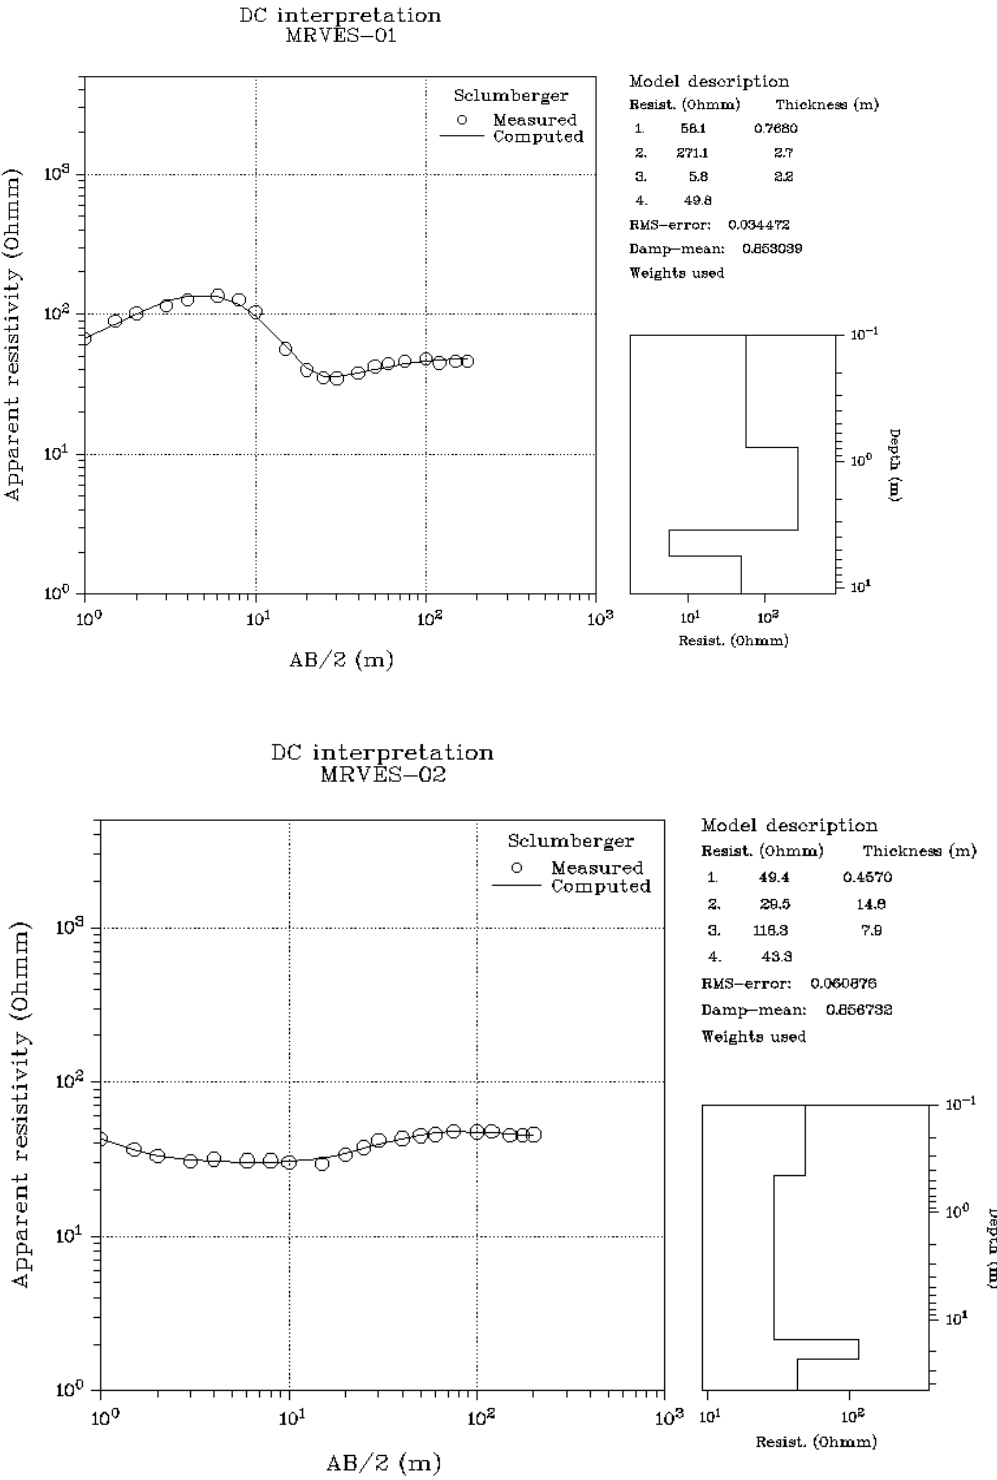 DC interpretation
MRVES-01
Sclumberger
Measured
Computed
Apparent resistivity (Ohmm)
10³
10²
10¹
10⁰
10⁰ 10¹ 10² 10³
AB/2 (m)
Model description
Resist. (Ohmm) Thickness (m)
1. 58.1 0.7680
2. 271.1 2.7
3. 5.8 2.2
4. 49.8
RMS-error: 0.034472
Damp-mean: 0.853039
Weights used
10⁻¹
10⁰
10¹
Depth (m)
10¹ 10²
Resist. (Ohmm)
DC interpretation
MRVES-02
Sclumberger
Measured
Computed
Apparent resistivity (Ohmm)
10³
10²
10¹
10⁰
10⁰ 10¹ 10² 10³
AB/2 (m)
Model description
Resist. (Ohmm) Thickness (m)
1. 49.4 0.4570
2. 29.5 14.8
3. 116.3 7.9
4. 43.3
RMS-error: 0.060876
Damp-mean: 0.856732
Weights used
10⁻¹
10⁰
10¹
Depth (m)
10¹ 10²
Resist. (Ohmm)